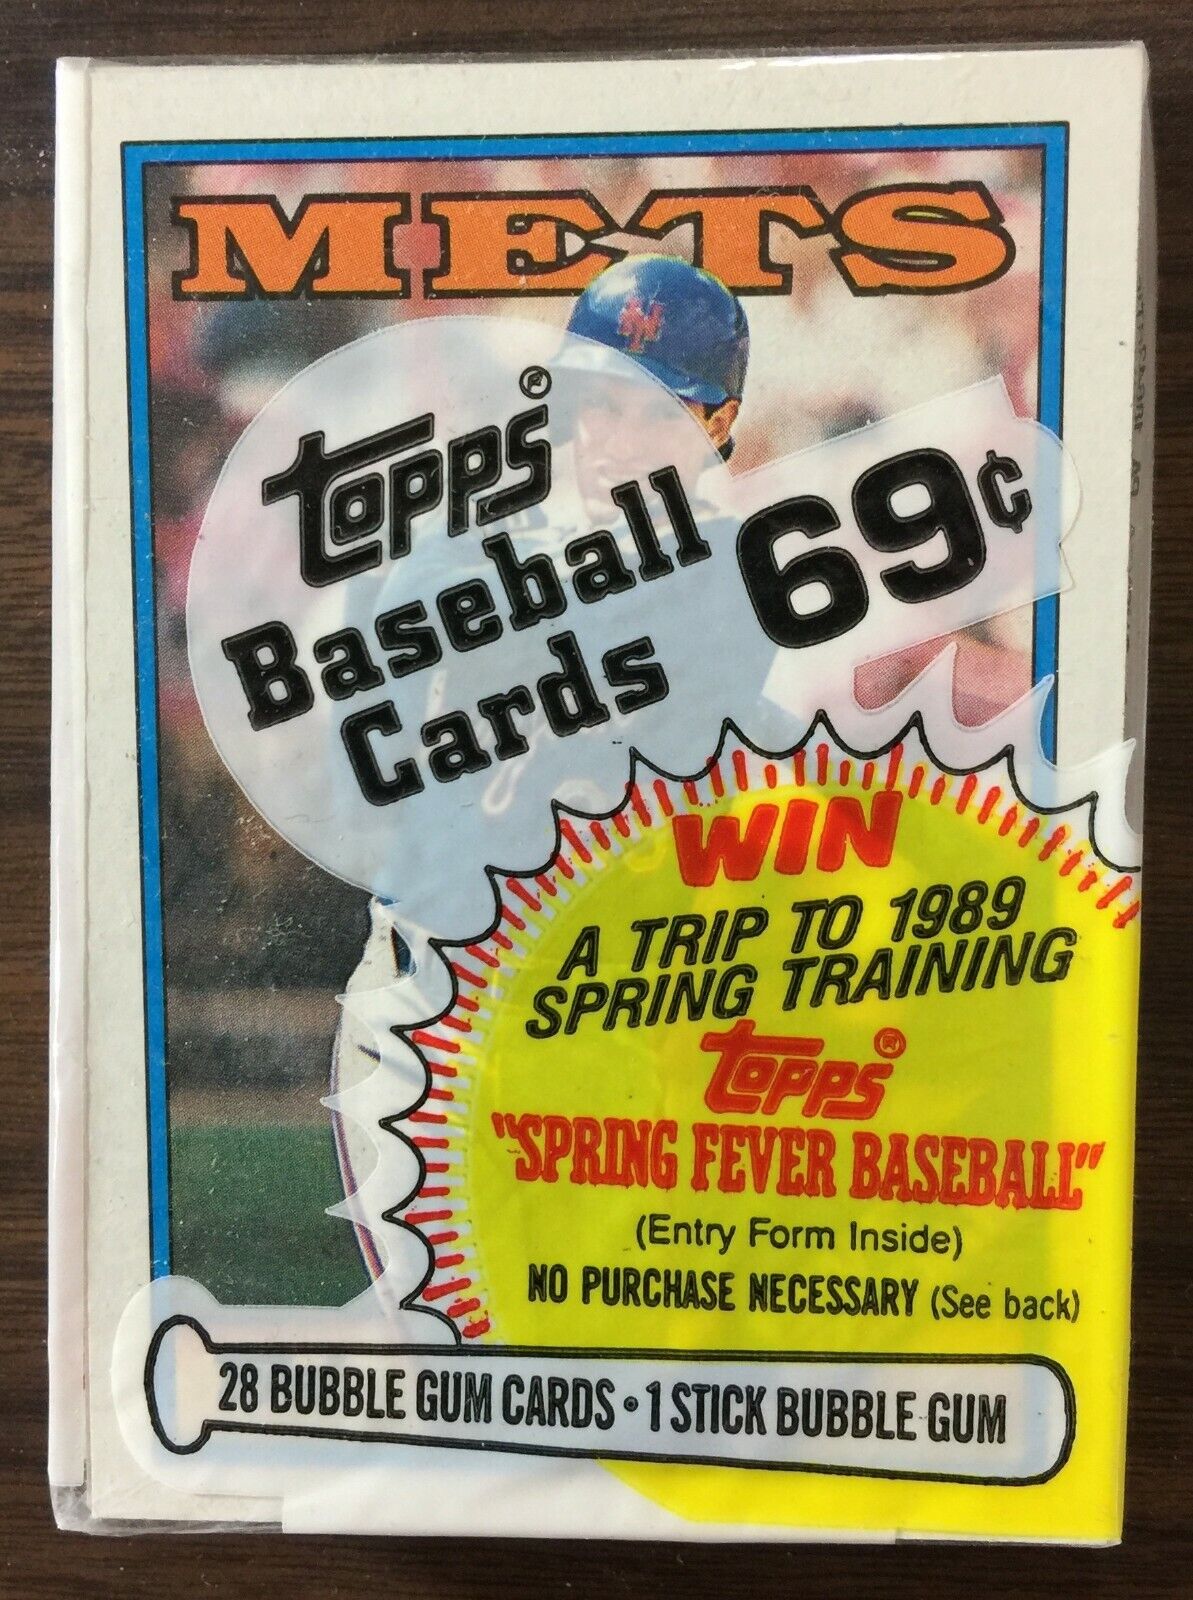 METS
NY
topps®
Baseball
Cards
69¢
WIN
A TRIP TO 1989
SPRING TRAINING
topps®
"SPRING FEVER BASEBALL"
(Entry Form Inside)
NO PURCHASE NECESSARY (See back)
28 BUBBLE GUM CARDS • 1 STICK BUBBLE GUM